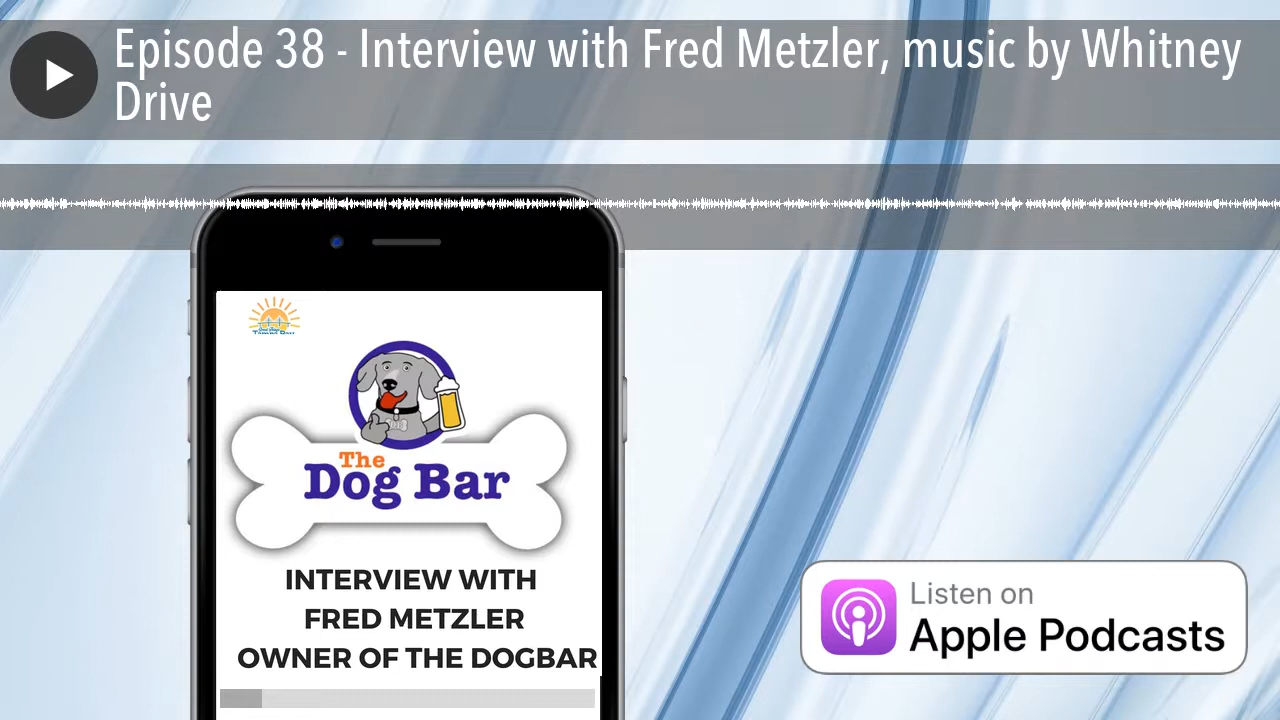 Episode 38 - Interview with Fred Metzler, music by Whitney
Drive
The
Dog Bar
INTERVIEW WITH
FRED METZLER
OWNER OF THE DOGBAR
Listen on
Apple Podcasts